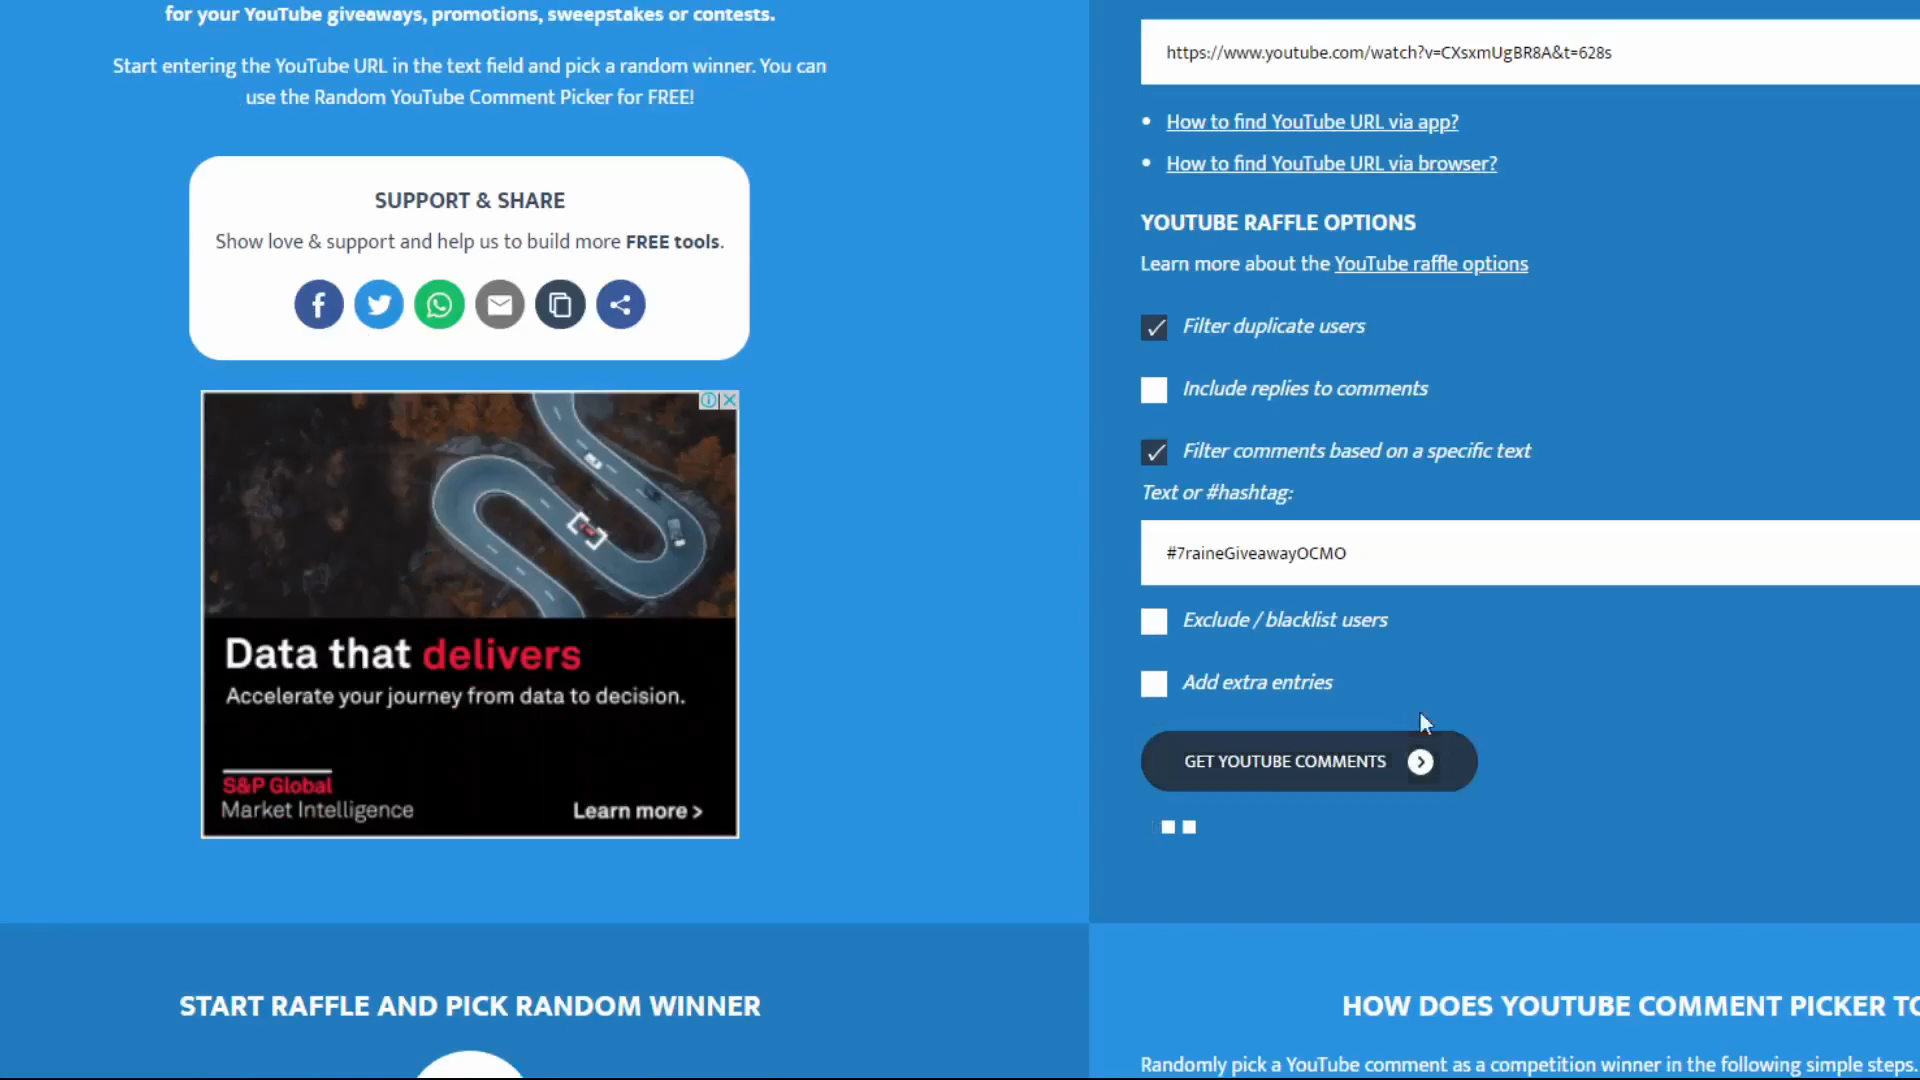 for your YouTube giveaways, promotions, sweepstakes or contests.
Start entering the YouTube URL in the text field and pick a random winner. You can
use the Random YouTube Comment Picker for FREE!
SUPPORT & SHARE
Show love & support and help us to build more FREE tools.
Data that delivers
Accelerate your journey from data to decision.
S&P Global
Market Intelligence
Learn more >
START RAFFLE AND PICK RANDOM WINNER
https://www.youtube.com/watch?v=CXsxmUgBR8A&t=628s
How to find YouTube URL via app?
How to find YouTube URL via browser?
YOUTUBE RAFFLE OPTIONS
Learn more about the YouTube raffle options
Filter duplicate users
Include replies to comments
Filter comments based on a specific text
Text or #hashtag:
#7raineGiveawayOCMO
Exclude / blacklist users
Add extra entries
GET YOUTUBE COMMENTS
HOW DOES YOUTUBE COMMENT PICKER TO
Randomly pick a YouTube comment as a competition winner in the following simple steps.